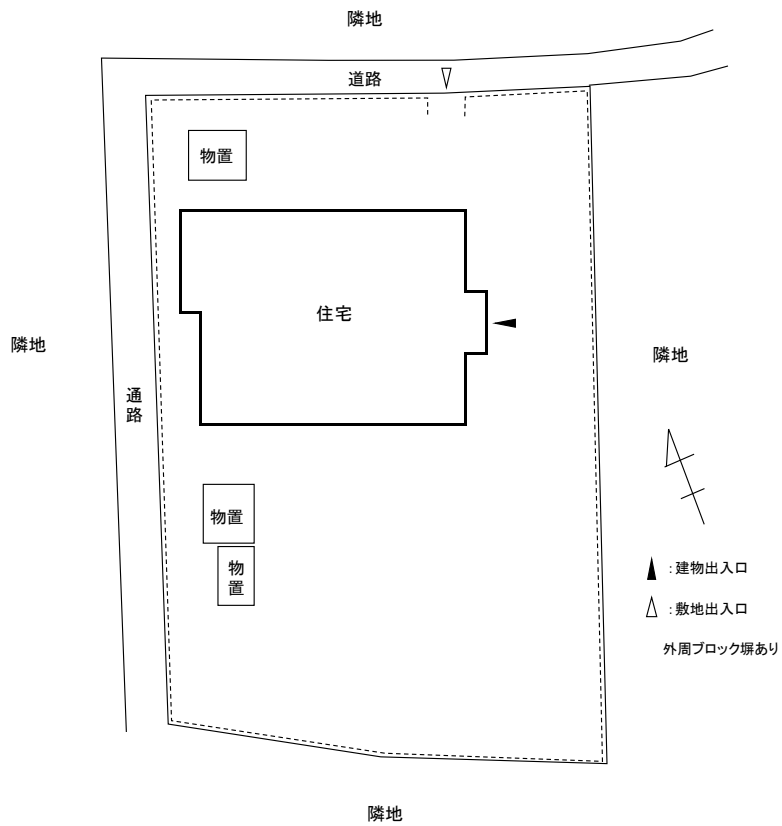 隣地
道路
物置
住宅
隣地
隣地
通路
物置
物置
:建物出入口
:敷地出入口
外周ブロック塀あり
隣地